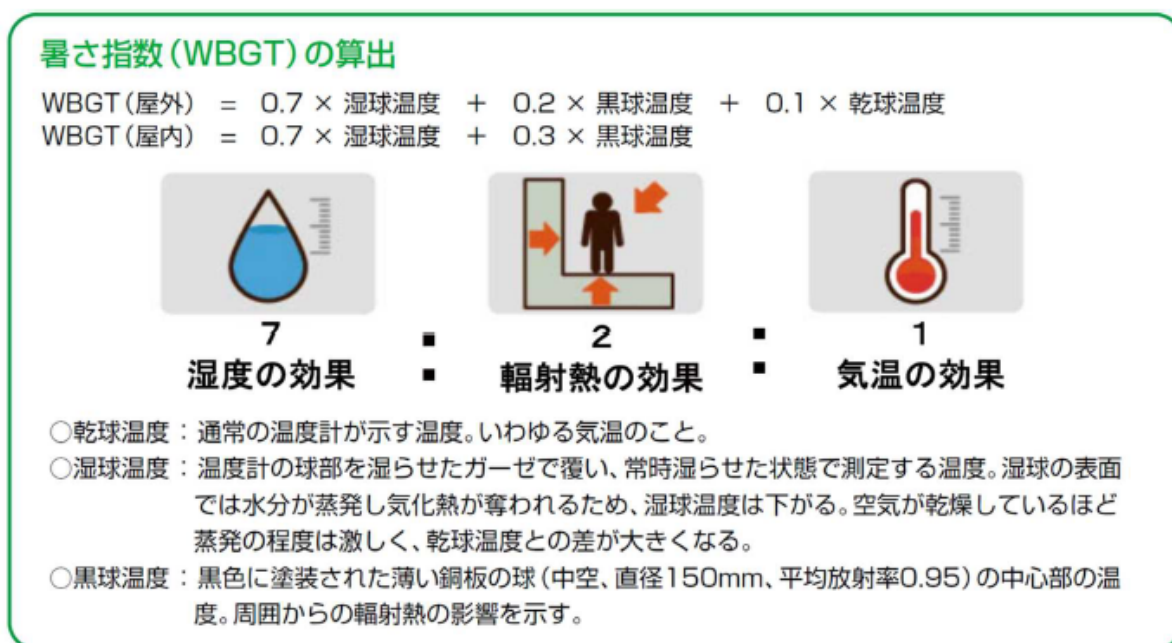 暑さ指数(WBGT)の算出
WBGT(屋外) = 0.7 × 湿球温度 + 0.2 × 黒球温度 + 0.1 × 乾球温度
WBGT(屋内) = 0.7 × 湿球温度 + 0.3 × 黒球温度
7 : 2 : 1
湿度の効果 輻射熱の効果 気温の効果
○乾球温度：通常の温度計が示す温度。いわゆる気温のこと。
○湿球温度：温度計の球部を湿らせたガーゼで覆い、常時湿らせた状態で測定する温度。湿球の表面
では水分が蒸発し気化熱が奪われるため、湿球温度は下がる。空気が乾燥しているほど
蒸発の程度は激しく、乾球温度との差が大きくなる。
○黒球温度：黒色に塗装された薄い銅板の球(中空、直径150mm、平均放射率0.95)の中心部の温
度。周囲からの輻射熱の影響を示す。